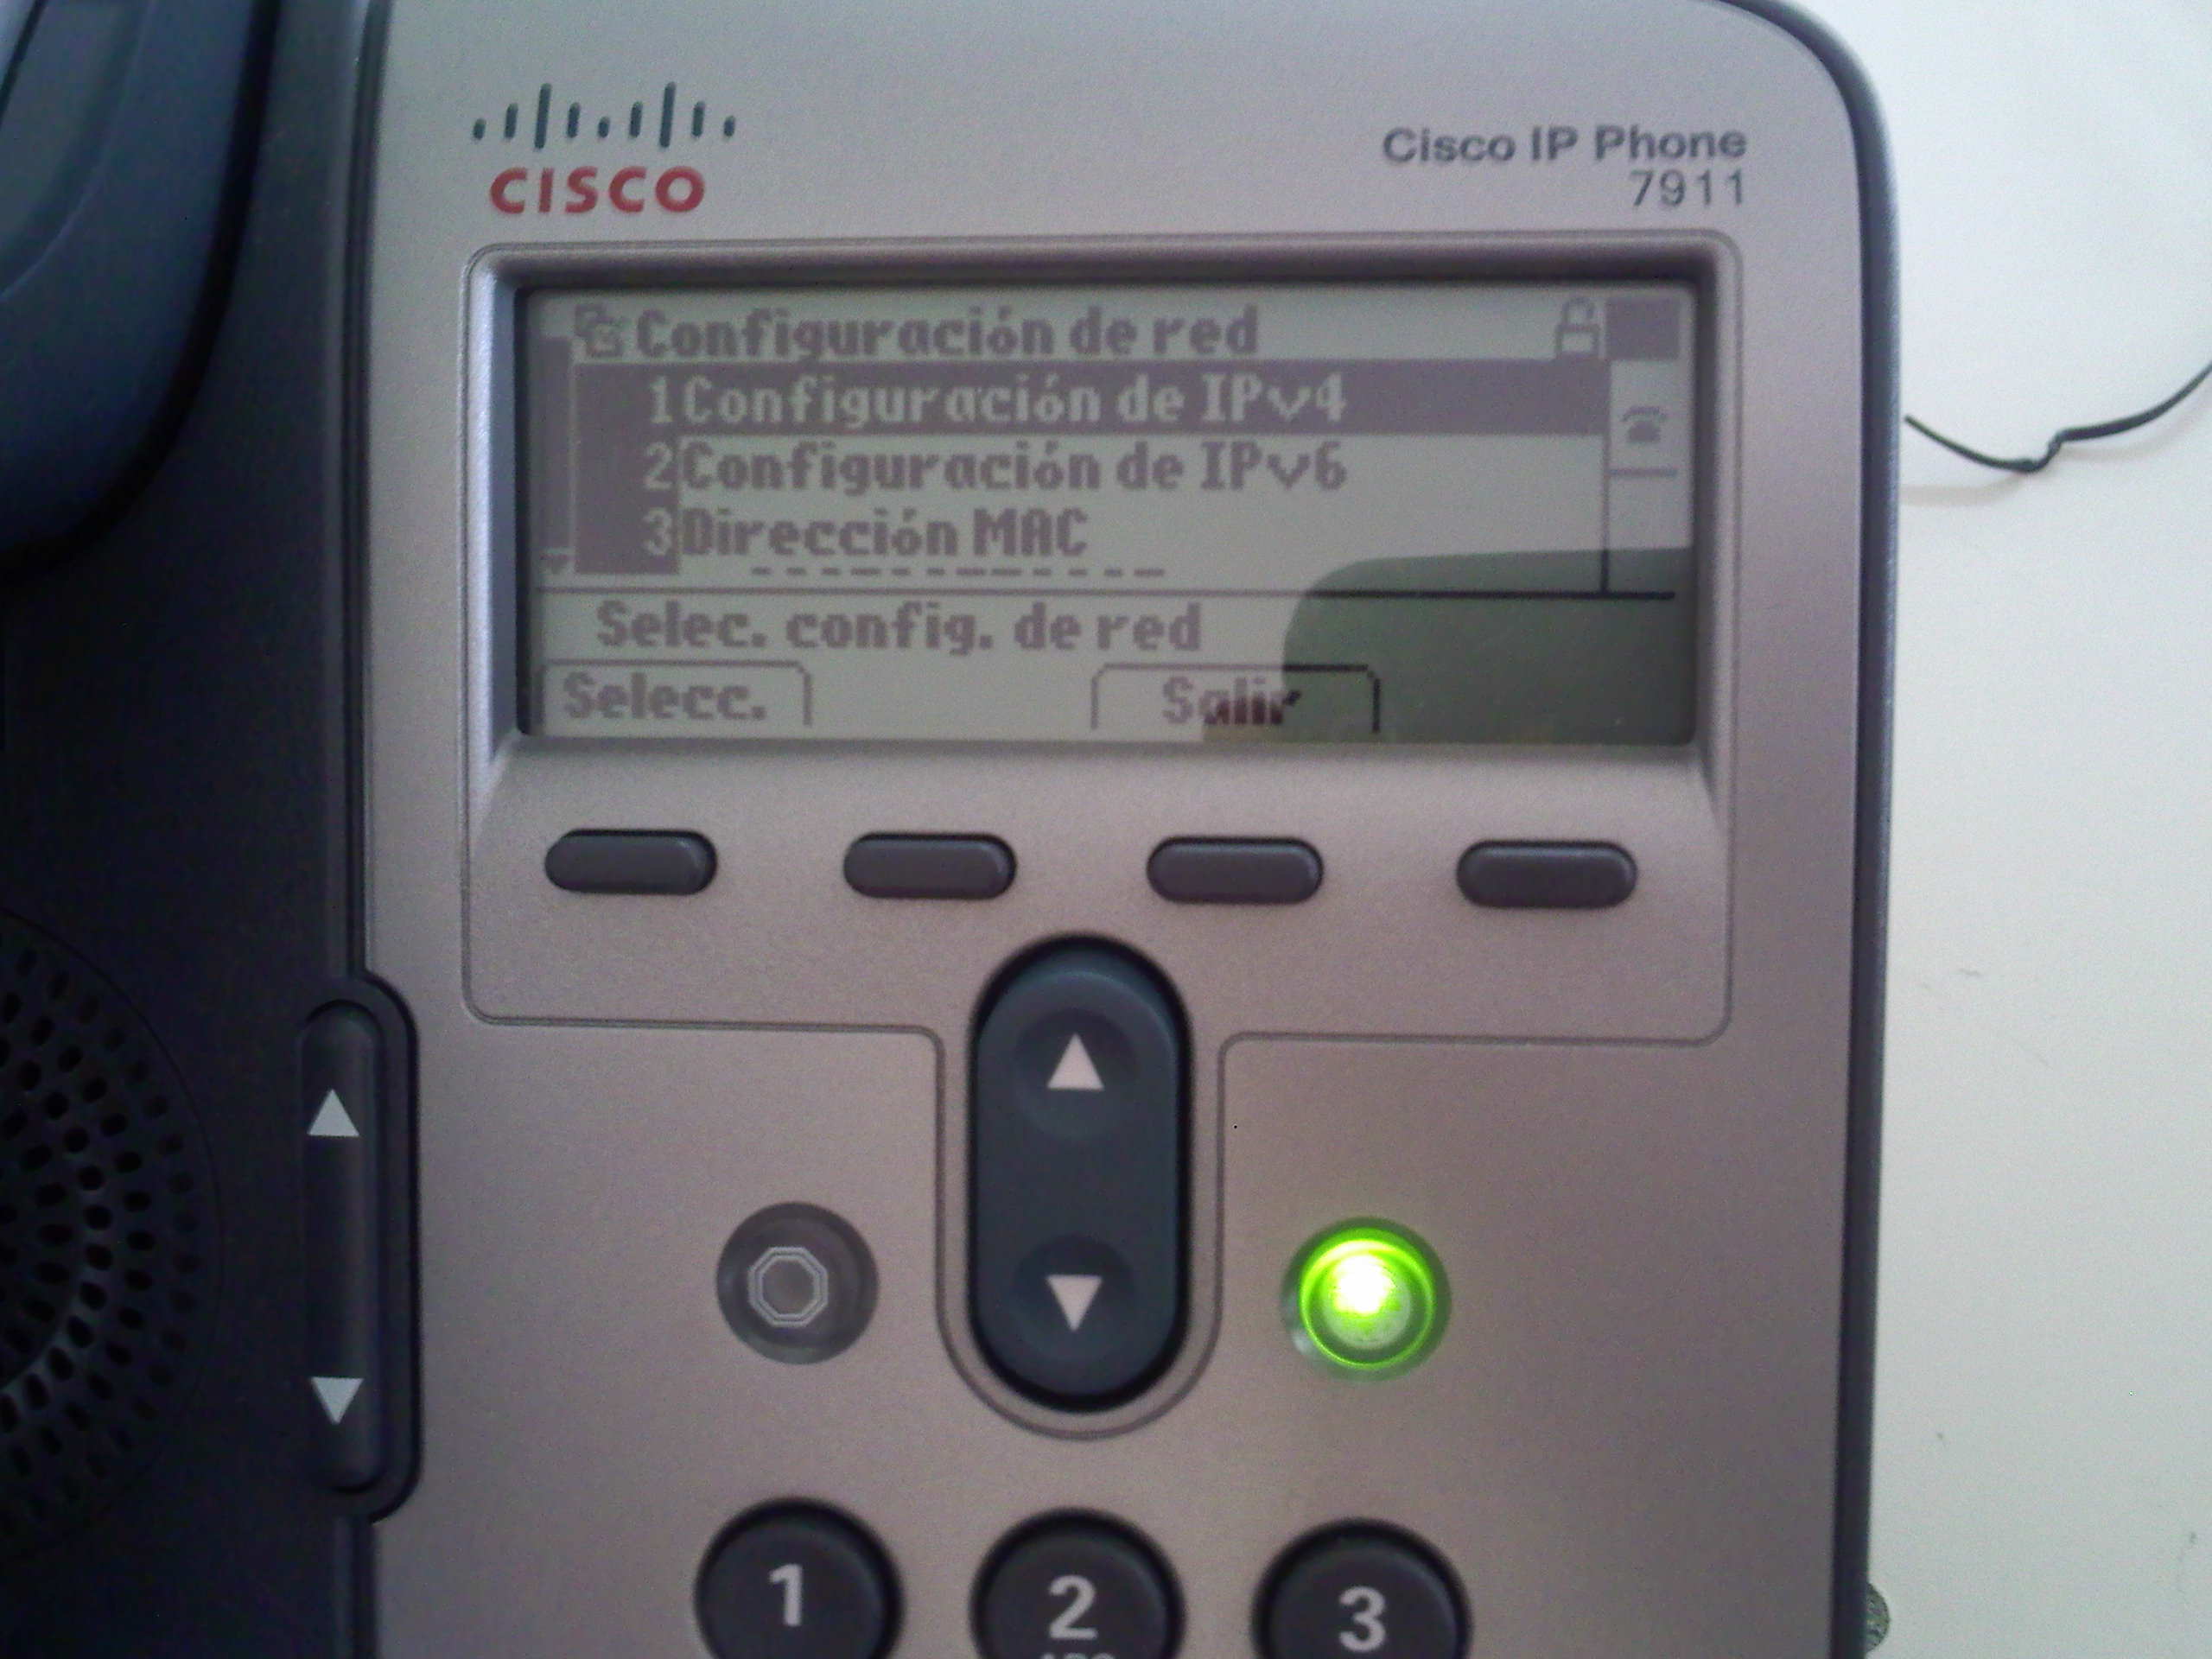 CISCO
Cisco IP Phone
7911
Configuración de red
1 Configuración de IPv4
2 Configuración de IPv6
3 Dirección MAC
Selec. config. de red
Selecc. Salir
1 2 3